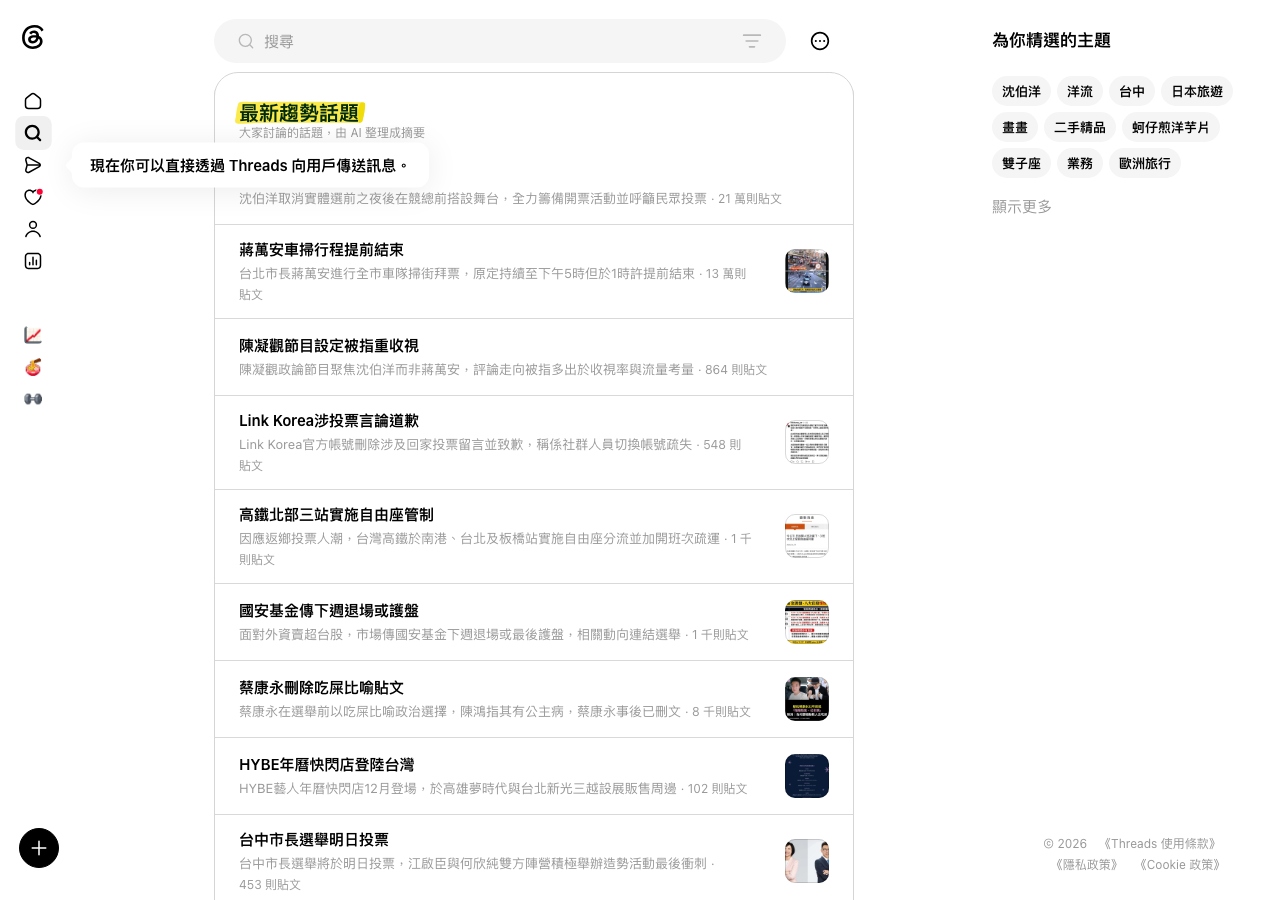 搜尋
最新趨勢話題
大家討論的話題，由 AI 整理成摘要
現在你可以直接透過 Threads 向用戶傳送訊息。
沈伯洋取消實體選前之夜後在競總前搭設舞台，全力籌備開票活動並呼籲民眾投票 · 21 萬則貼文
蔣萬安車掃行程提前結束
台北市長蔣萬安進行全市車隊掃街拜票，原定持續至下午5時但於1時許提前結束 · 13 萬則
貼文
陳凝觀節目設定被指重收視
陳凝觀政論節目聚焦沈伯洋而非蔣萬安，評論走向被指多出於收視率與流量考量 · 864 則貼文
Link Korea涉投票言論道歉
Link Korea官方帳號刪除涉及回家投票留言並致歉，稱係社群人員切換帳號疏失 · 548 則
貼文
高鐵北部三站實施自由座管制
因應返鄉投票人潮，台灣高鐵於南港、台北及板橋站實施自由座分流並加開班次疏運 · 1 千
則貼文
國安基金傳下週退場或護盤
面對外資賣超台股，市場傳國安基金下週退場或最後護盤，相關動向連結選舉 · 1 千則貼文
蔡康永刪除吃屎比喻貼文
蔡康永在選舉前以吃屎比喻政治選擇，陳鴻指其有公主病，蔡康永事後已刪文 · 8 千則貼文
HYBE年曆快閃店登陸台灣
HYBE藝人年曆快閃店12月登場，於高雄夢時代與台北新光三越設展販售周邊 · 102 則貼文
台中市長選舉明日投票
台中市長選舉將於明日投票，江啟臣與何欣純雙方陣營積極舉辦造勢活動最後衝刺 ·
453 則貼文
為你精選的主題
沈伯洋 洋流 台中 日本旅遊
畫畫 二手精品 蚵仔煎洋芋片
雙子座 業務 歐洲旅行
顯示更多
© 2026 《Threads 使用條款》
《隱私政策》 《Cookie 政策》